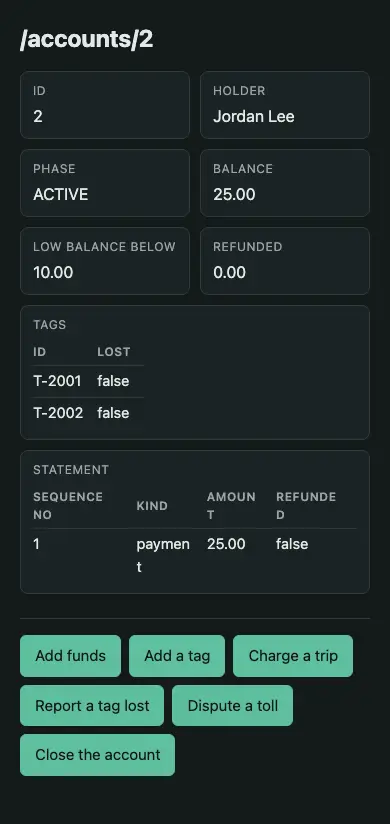 /accounts/2
ID
2
HOLDER
Jordan Lee
PHASE
ACTIVE
BALANCE
25.00
LOW BALANCE BELOW
10.00
REFUNDED
0.00
TAGS
ID LOST
T-2001 false
T-2002 false
STATEMENT
SEQUENCE
NO
KIND
AMOUN
T
REFUNDE
D
1
paymen
t
25.00
false
Add funds
Add a tag
Charge a trip
Report a tag lost
Dispute a toll
Close the account